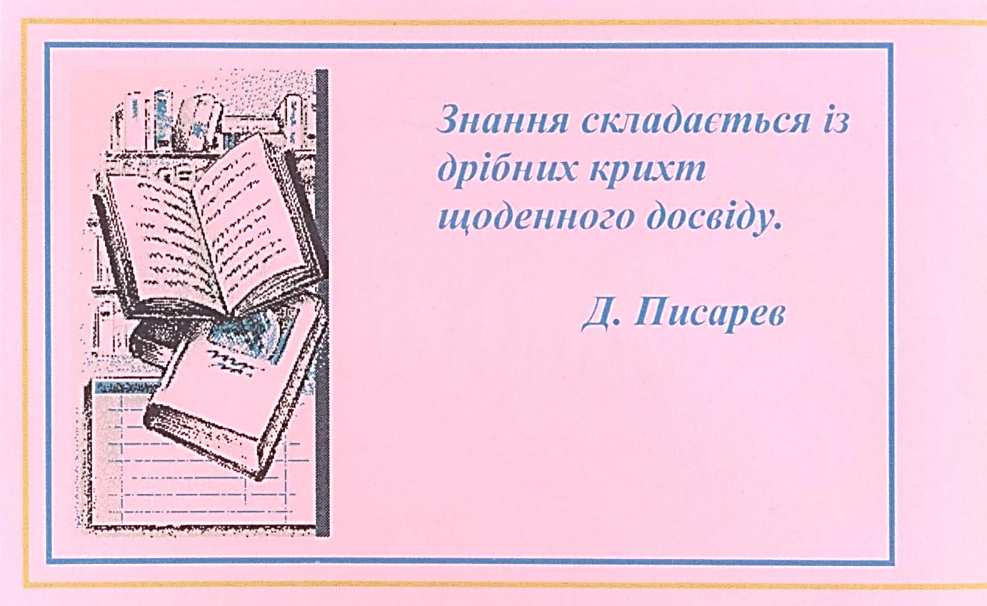 Знання складається із
дрібних крихт
щоденного досвіду.
Д. Писарев